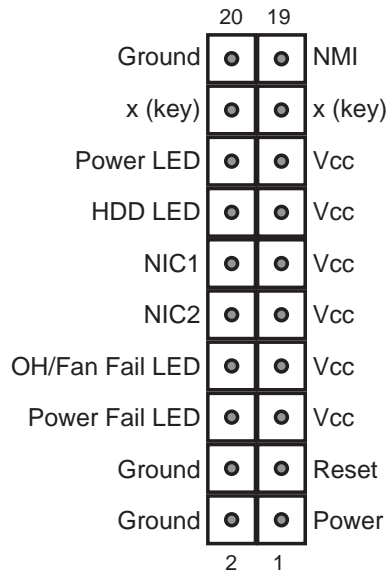 20 19
Ground NMI
x (key) x (key)
Power LED Vcc
HDD LED Vcc
NIC1 Vcc
NIC2 Vcc
OH/Fan Fail LED Vcc
Power Fail LED Vcc
Ground Reset
Ground Power
2 1